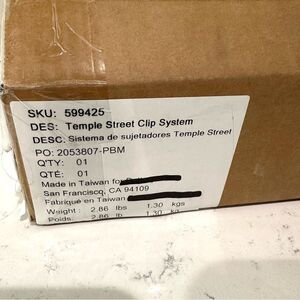 SKU: 599425
DES: Temple Street Clip System
DESC: Sistema de sujetadores Temple Street
PO: 2053807-PBM
Q'TY: 01
QTÉ: 01
Made in Taiwan for
San Francisco, CA 94109
Fabriqué en Taiwan
Weight: 2.86 lbs 1.30 kgs
Poids: 2.86 lbs 1.30 kg